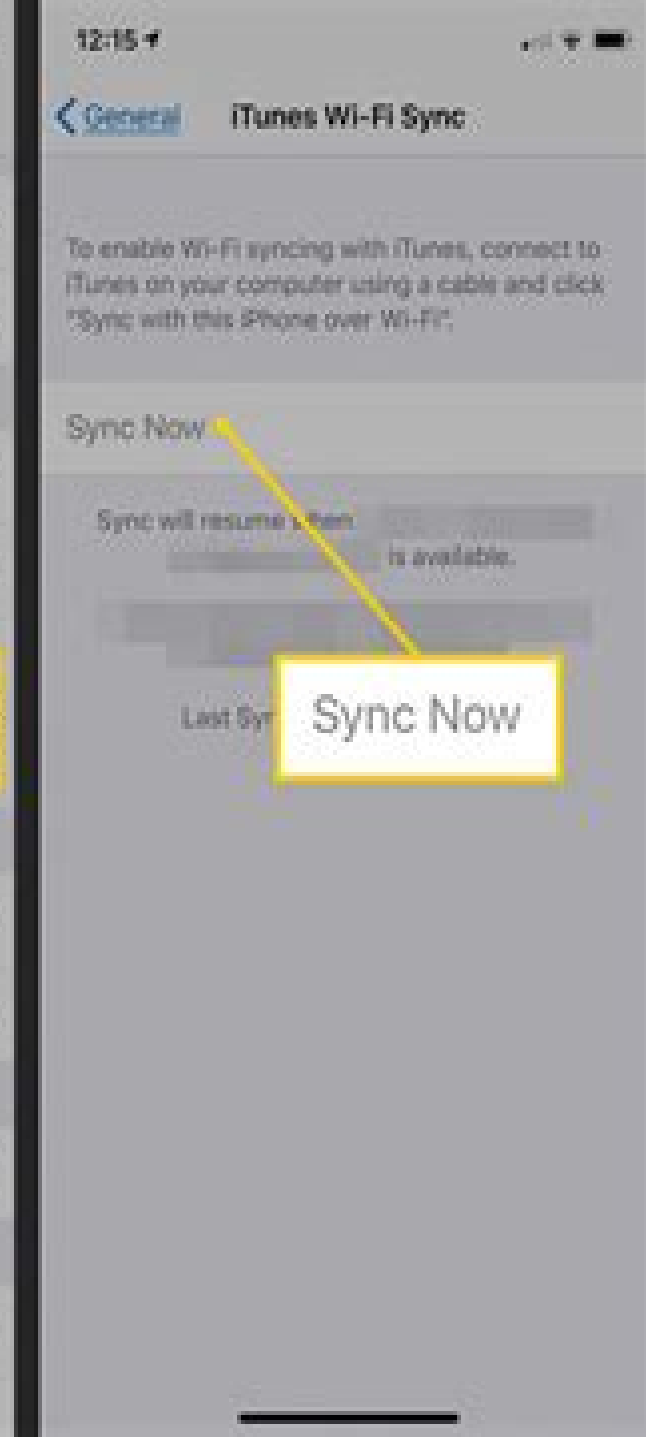 12:15
General iTunes Wi-Fi Sync
To enable Wi-Fi syncing with iTunes, connect to
iTunes on your computer using a cable and click
"Sync with this iPhone over Wi-Fi".
Sync Now
Sync will resume when
is available.
Last
Sync Now